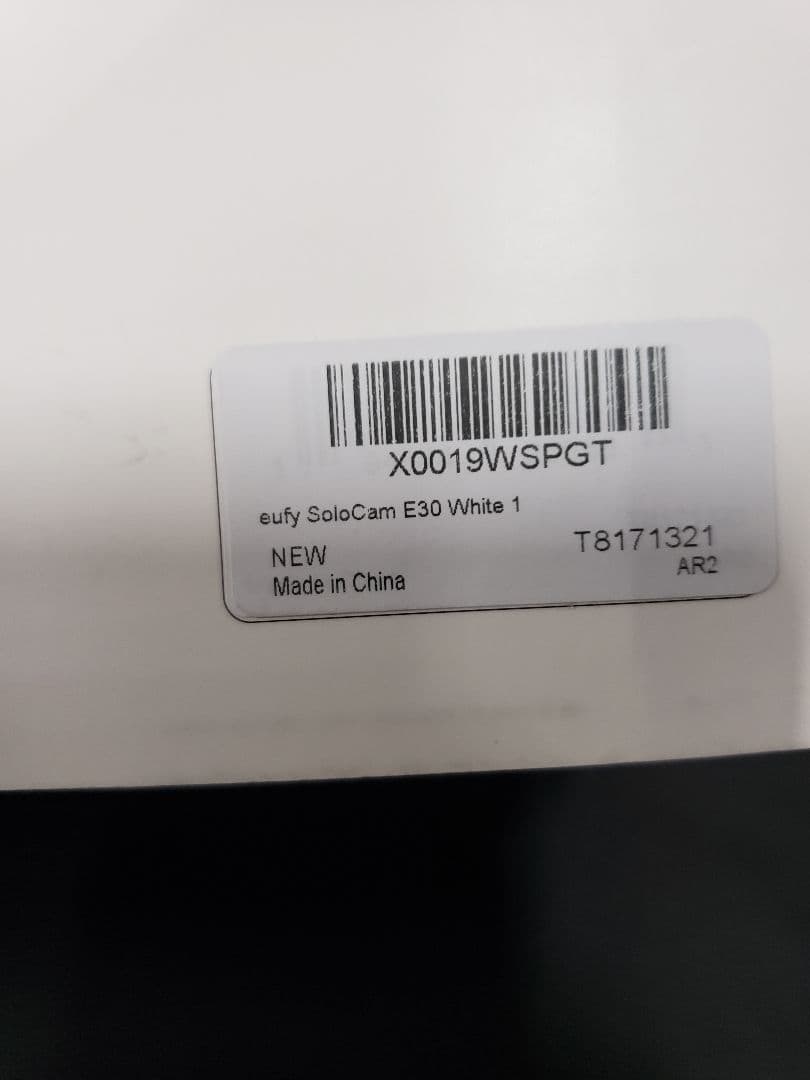 X0019WSPGT
eufy SoloCam E30 White 1
NEW
T8171321
Made in China
AR2